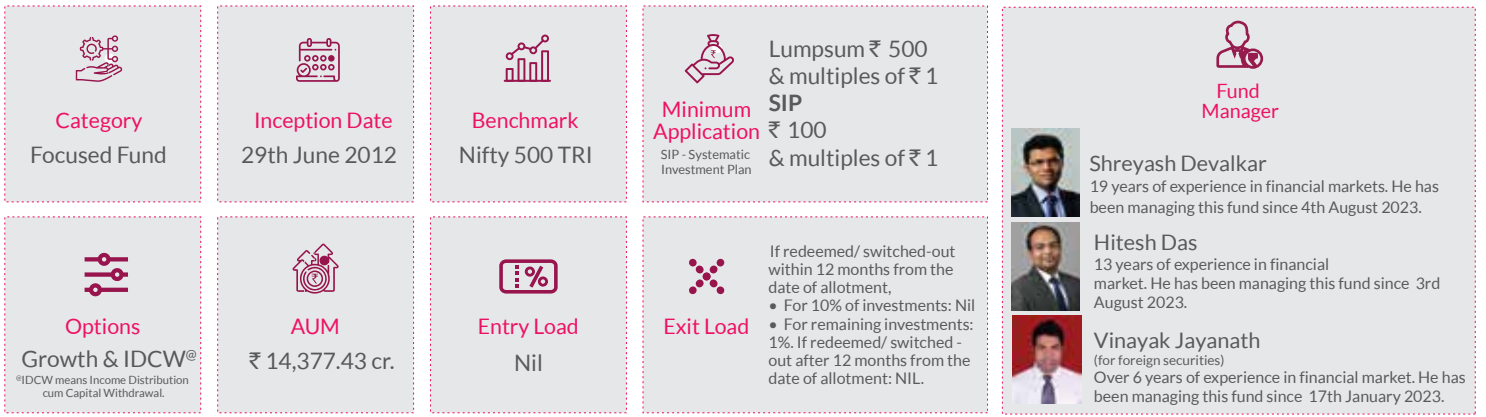 Category
Focused Fund
Inception Date
29th June 2012
Benchmark
Nifty 500 TRI
Minimum
Application
SIP - Systematic
Investment Plan
Lumpsum ₹ 500
& multiples of ₹ 1
SIP
₹ 100
& multiples of ₹ 1
Options
Growth & IDCW@
@IDCW means Income Distribution
cum Capital Withdrawal.
AUM
₹ 14,377.43 cr.
Entry Load
Nil
Exit Load
If redeemed/ switched-out
within 12 months from the
date of allotment,
• For 10% of investments: Nil
• For remaining investments:
1%. If redeemed/ switched -
out after 12 months from the
date of allotment: NIL.
Fund
Manager
Shreyash Devalkar
19 years of experience in financial markets. He has
been managing this fund since 4th August 2023.
Hitesh Das
13 years of experience in financial
market. He has been managing this fund since 3rd
August 2023.
Vinayak Jayanath
(for foreign securities)
Over 6 years of experience in financial market. He has
been managing this fund since 17th January 2023.